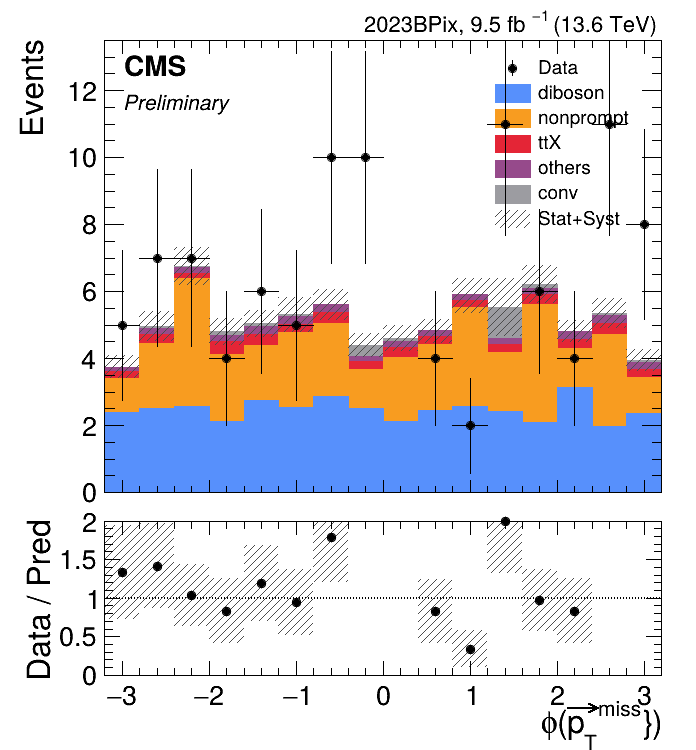 2023BPix, 9.5 fb⁻¹ (13.6 TeV)
CMS
Preliminary
Events
Data
diboson
nonprompt
ttX
others
conv
Stat+Syst
12
10
8
6
4
2
0
Data / Pred
2
1.5
1
0.5
0
−3 −2 −1 0 1 2 3
ϕ(p⃗_T^miss})